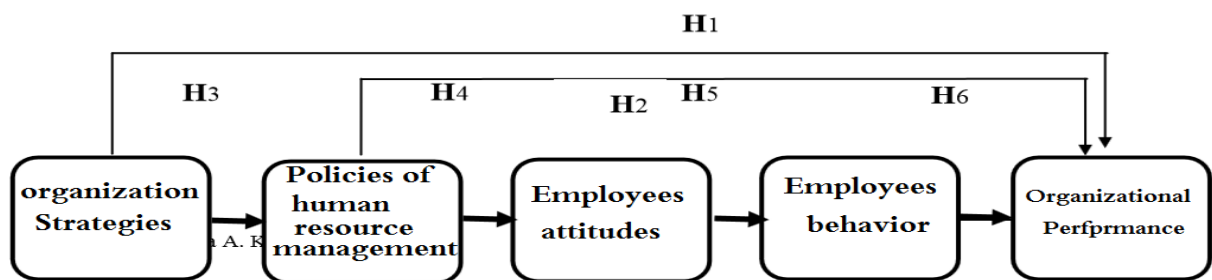 H1
H3
H4
H5
H6
H2
organization
Strategies
Policies of
human
resource
management
Employees
attitudes
Employees
behavior
Organizational
Perfprmance
A. K